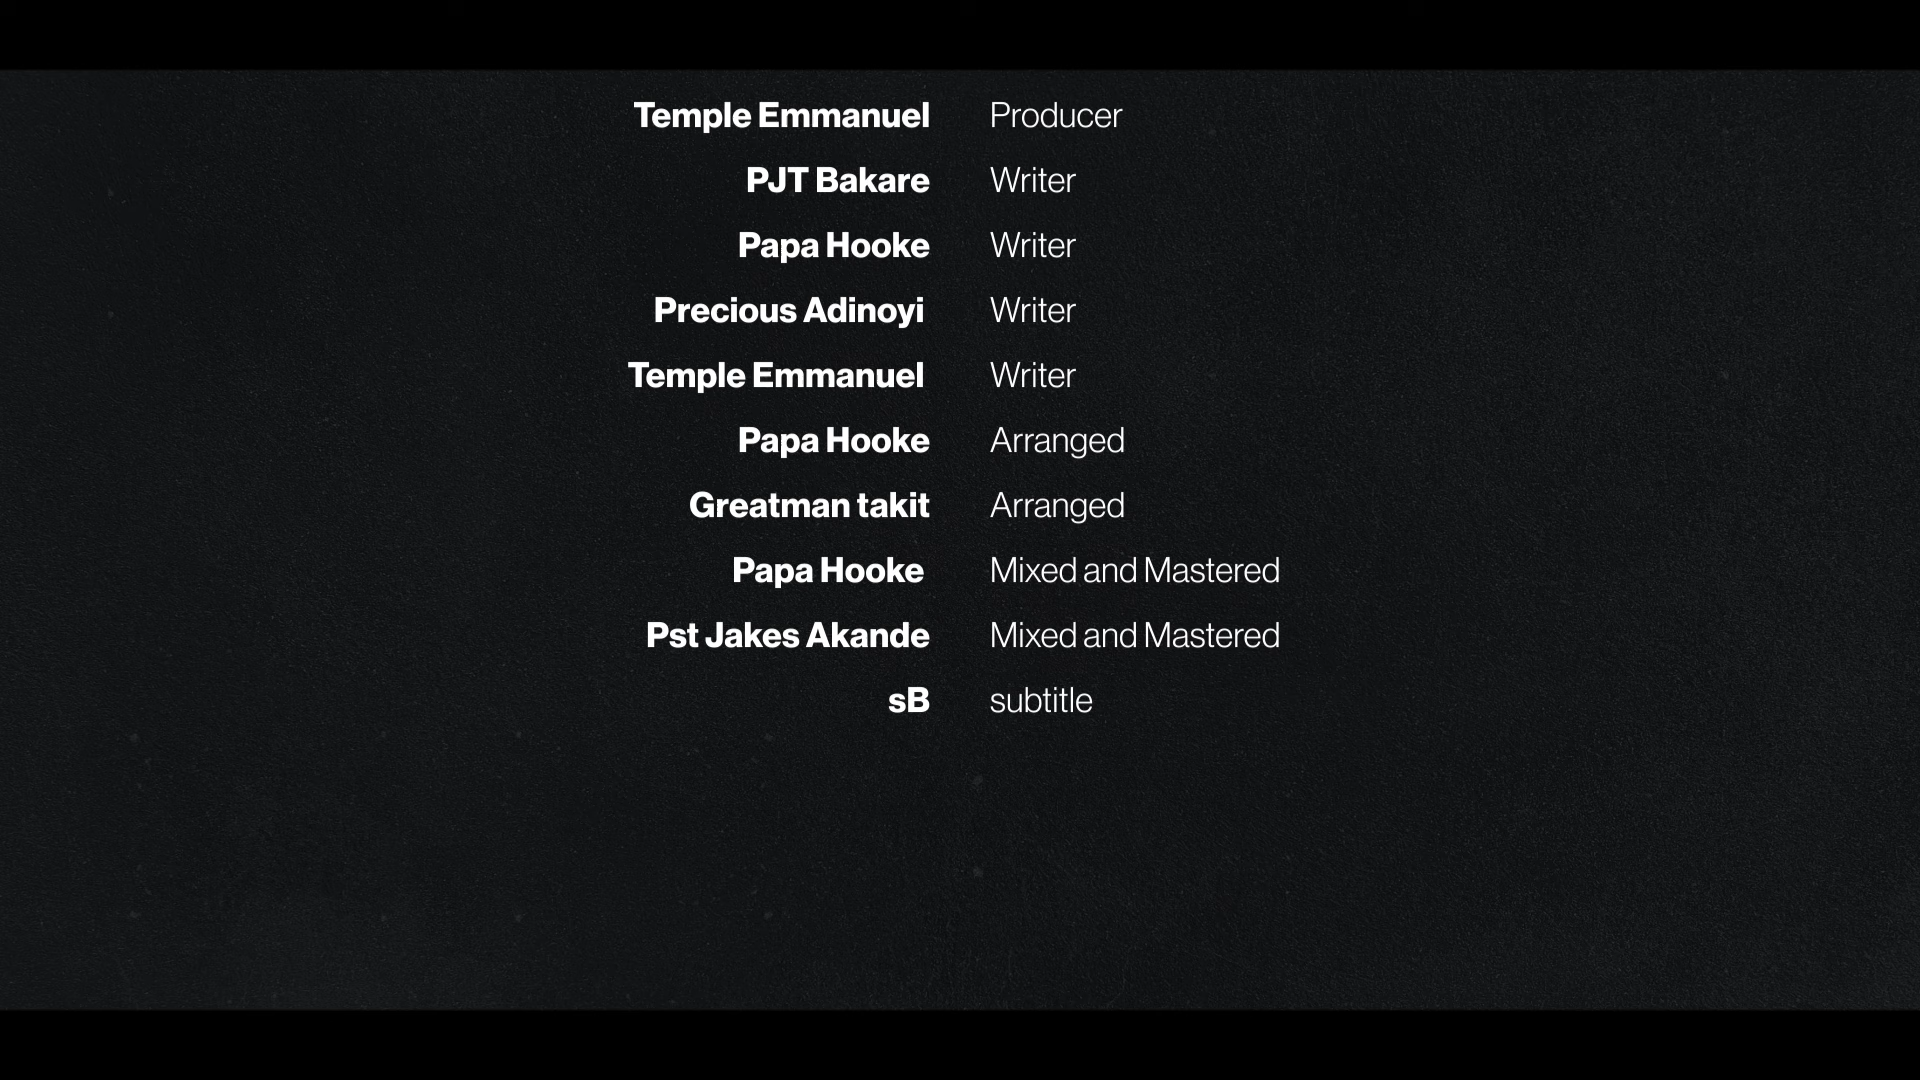 Temple Emmanuel Producer
PJT Bakare Writer
Papa Hooke Writer
Precious Adinoyi Writer
Temple Emmanuel Writer
Papa Hooke Arranged
Greatman takit Arranged
Papa Hooke Mixed and Mastered
Pst Jakes Akande Mixed and Mastered
sB subtitle